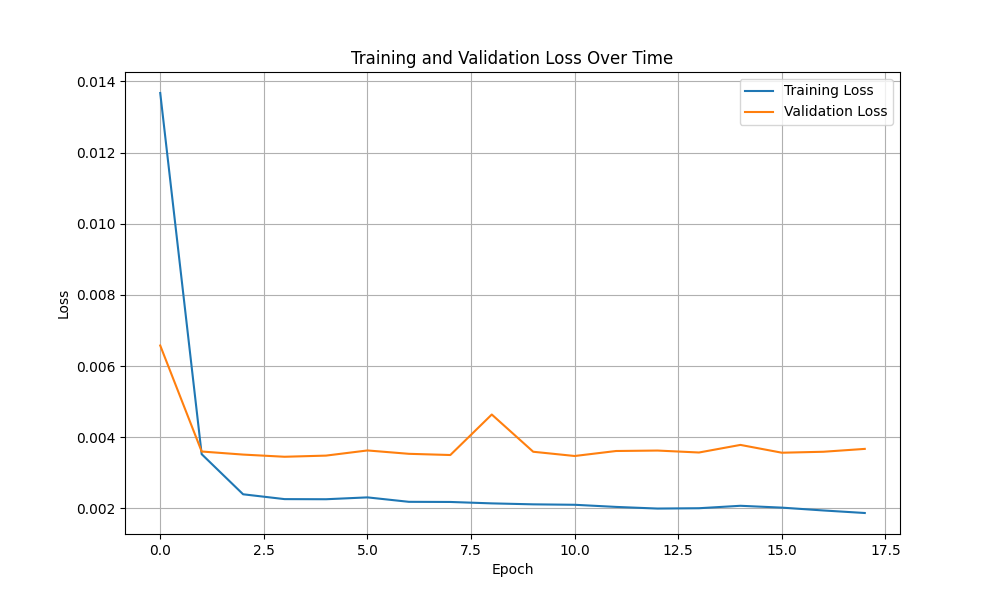 Training and Validation Loss Over Time
Training Loss
Validation Loss
0.014
0.012
0.010
0.008
0.006
0.004
0.002
Loss
0.0 2.5 5.0 7.5 10.0 12.5 15.0 17.5
Epoch